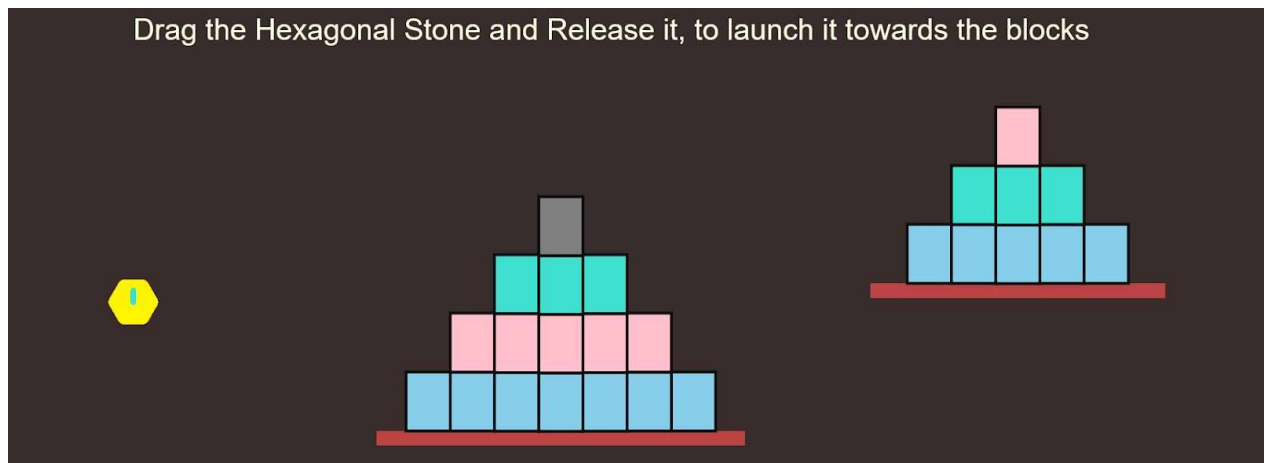 Drag the Hexagonal Stone and Release it, to launch it towards the blocks